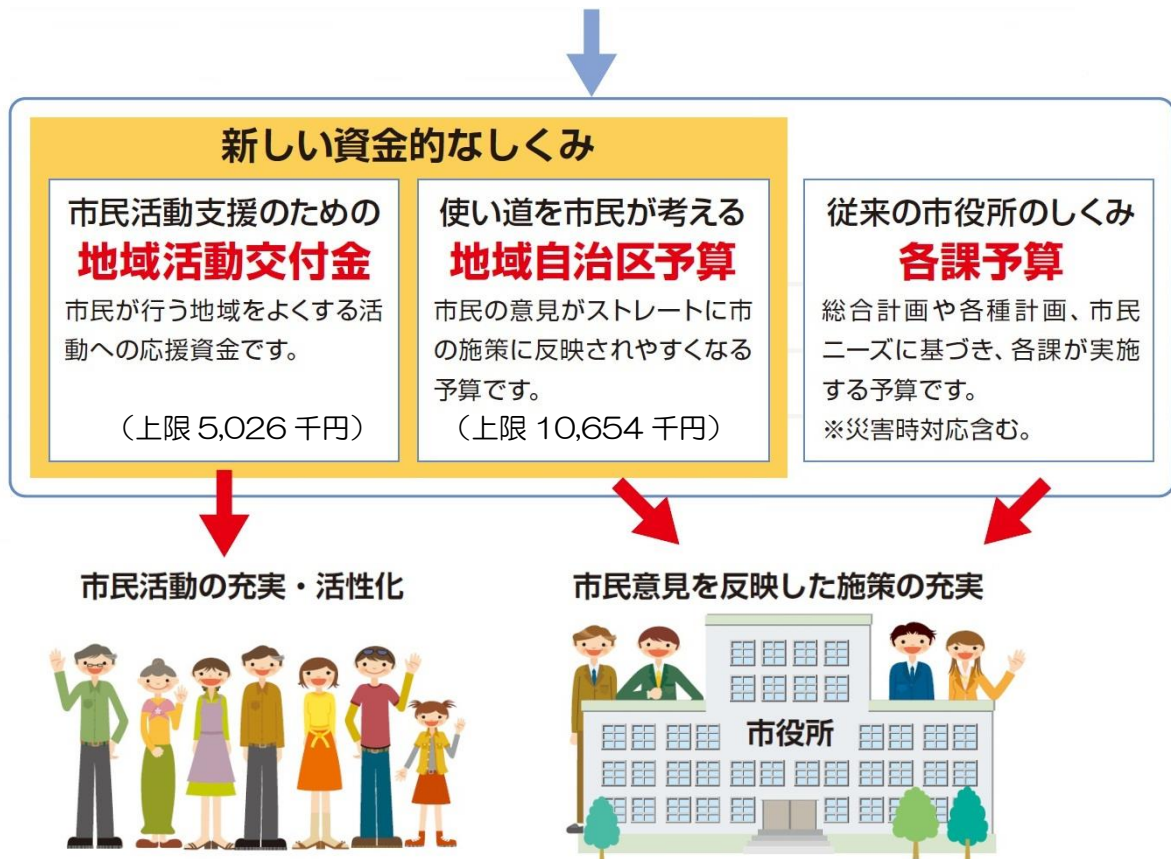 新しい資金的なしくみ
市民活動支援のための
地域活動交付金
市民が行う地域をよくする活
動への応援資金です。
（上限 5,026 千円）
使い道を市民が考える
地域自治区予算
市民の意見がストレートに市
の施策に反映されやすくなる
予算です。
（上限 10,654 千円）
従来の市役所のしくみ
各課予算
総合計画や各種計画、市民
ニーズに基づき、各課が実施
する予算です。
※災害時対応含む。
市民活動の充実・活性化
市民意見を反映した施策の充実
市役所